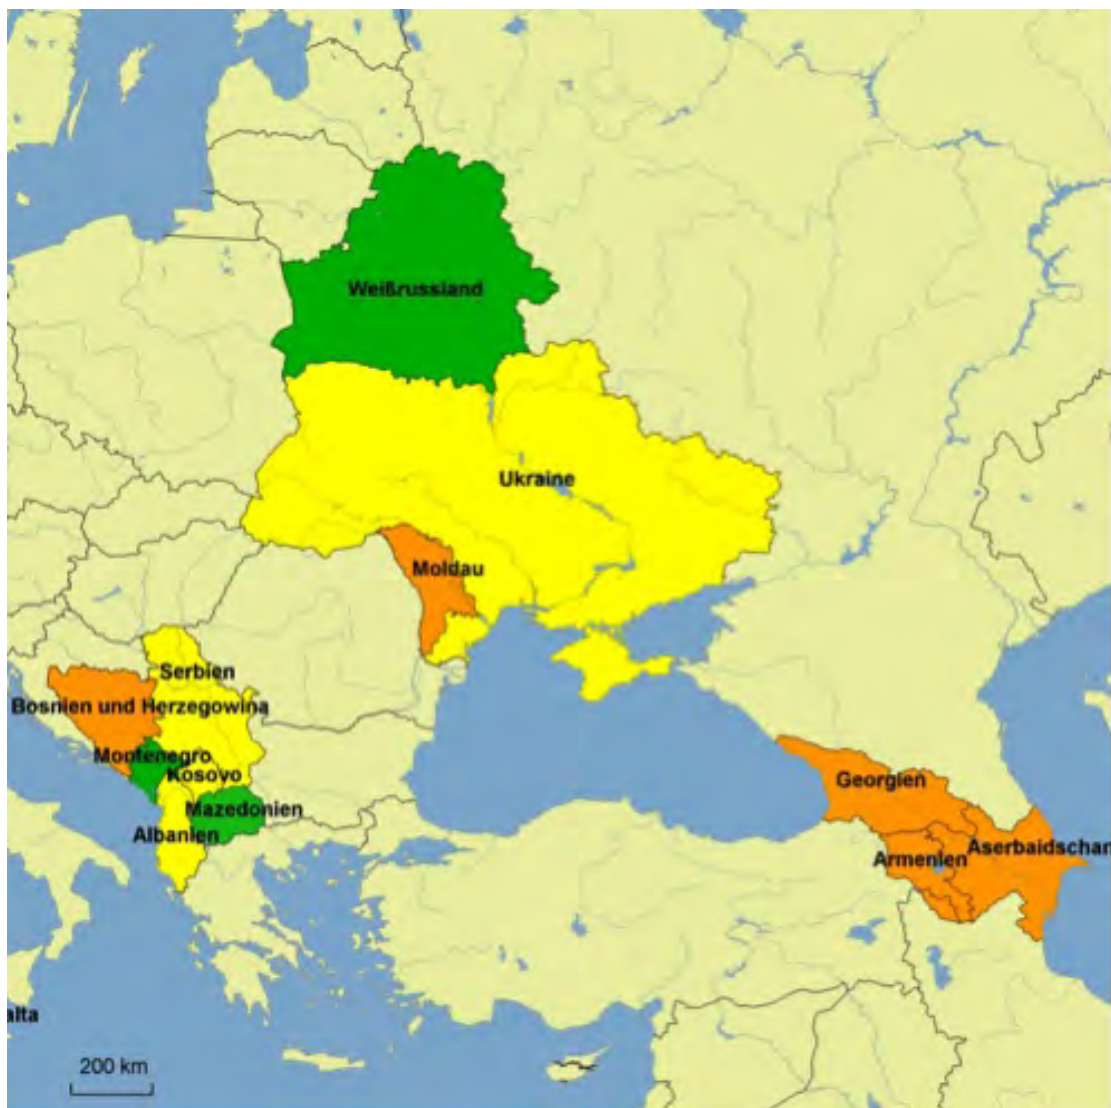 Weißrussland
Ukraine
Moldau
Serbien
Bosnien und Herzegowina
Montenegro
Kosovo
Mazedonien
Albanien
Georgien
Armenien
Aserbaidschan
alta
200 km